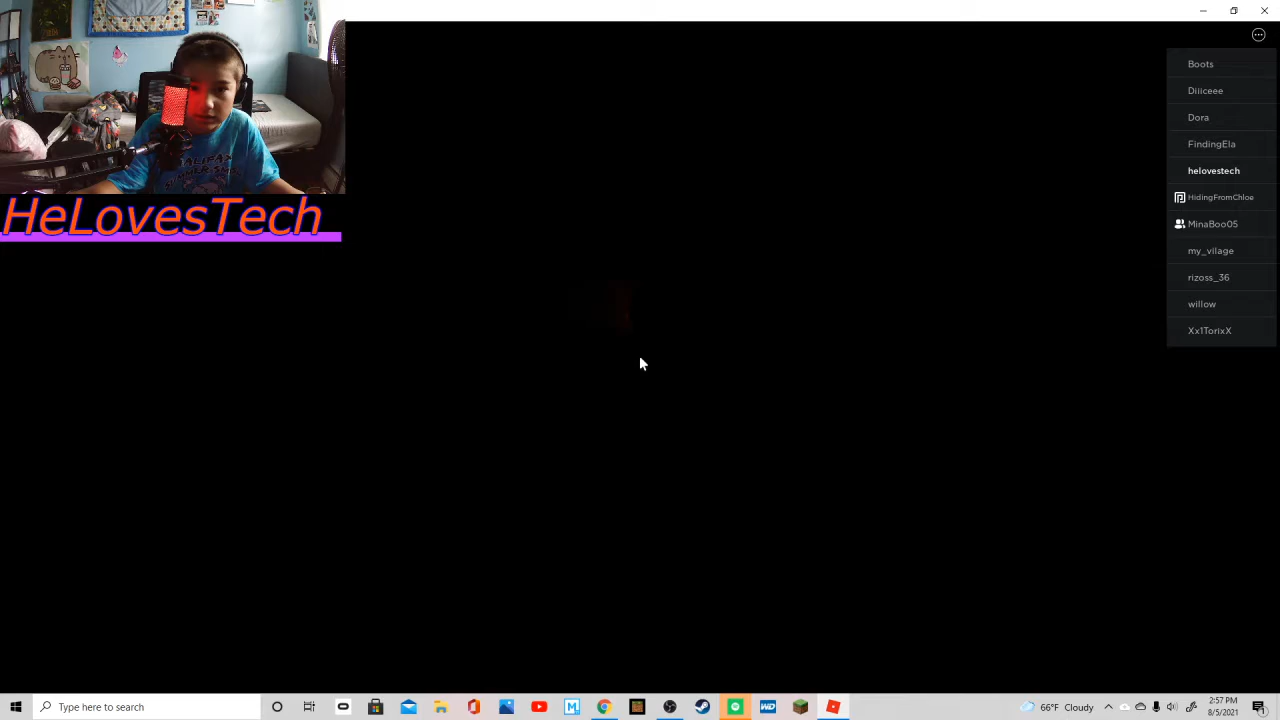 HeLovesTech
Boots
Diiiceee
Dora
FindingEla
helovestech
HidingFromChloe
MinaBoo05
my_vilage
rizoss_36
willow
Xx1TorixX
Type here to search
66°F Cloudy
2:57 PM
8/5/2021